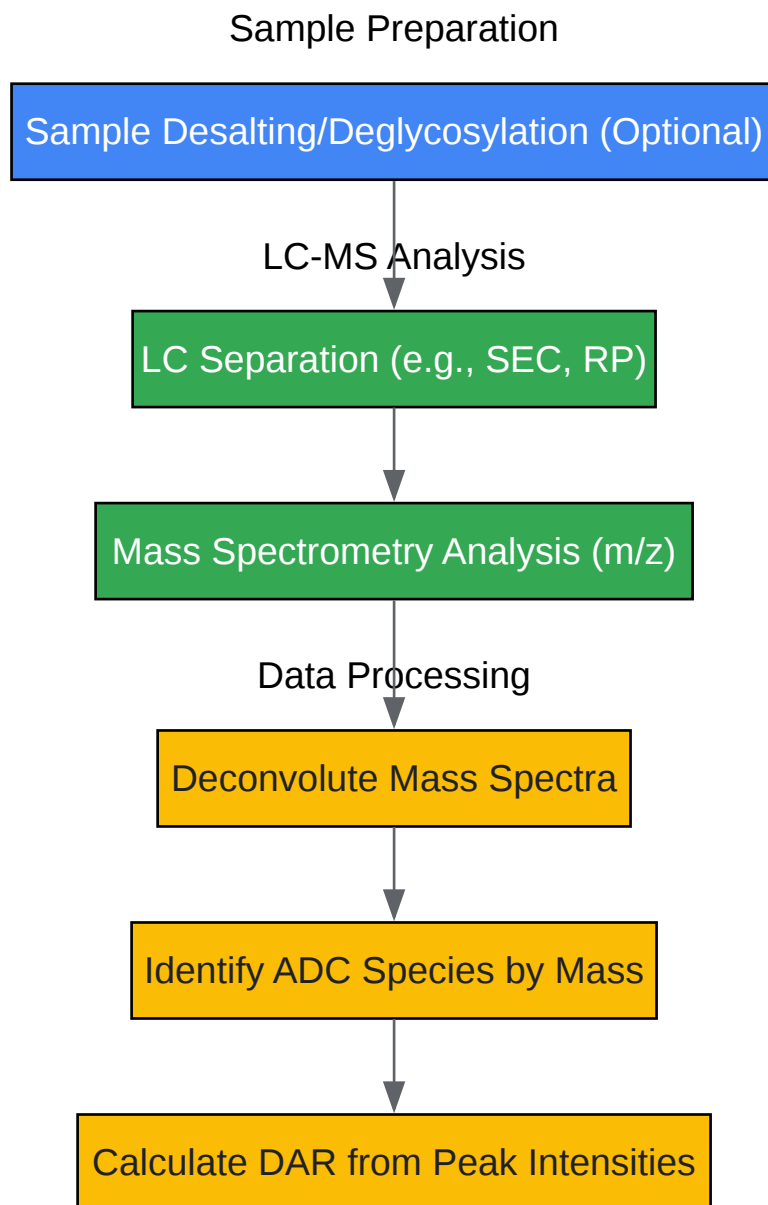 Sample Preparation
Sample Desalting/Deglycosylation (Optional)
LC-MS Analysis
LC Separation (e.g., SEC, RP)
Mass Spectrometry Analysis (m/z)
Data Processing
Deconvolute Mass Spectra
Identify ADC Species by Mass
Calculate DAR from Peak Intensities